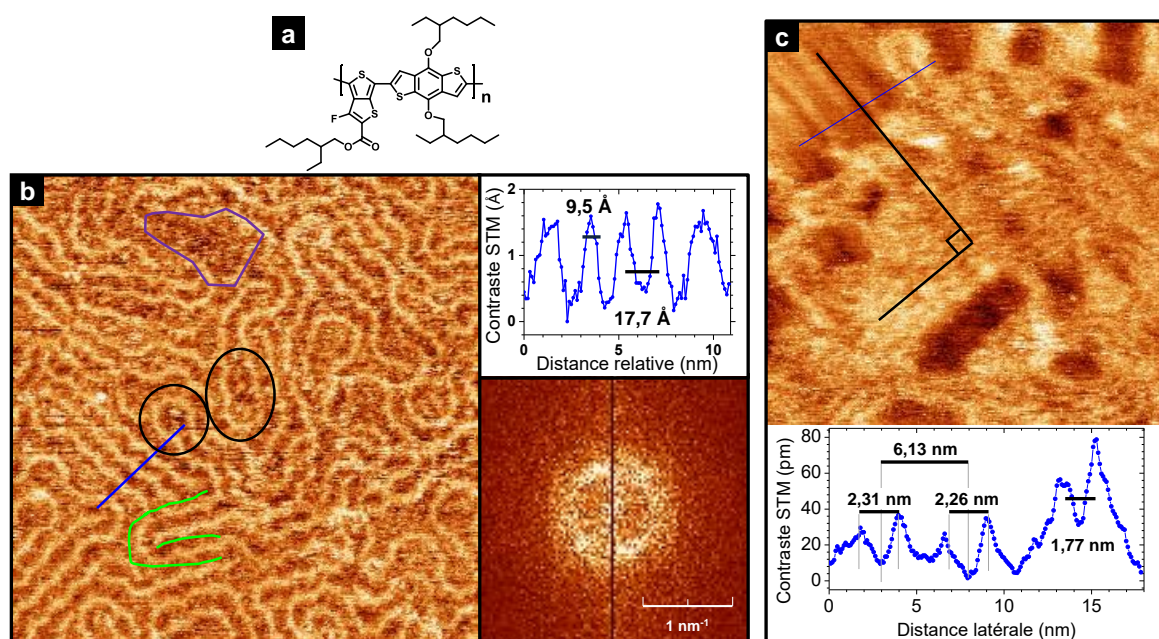 a
O
S
S
n
S
S
F
S
O
O
O
b
Contraste STM (Å)
2
1
0
9,5 Å
17,7 Å
0
5
10
Distance relative (nm)
1 nm⁻¹
c
Contraste STM (pm)
80
60
40
20
0
6,13 nm
2,31 nm
2,26 nm
1,77 nm
0
5
10
15
Distance latérale (nm)